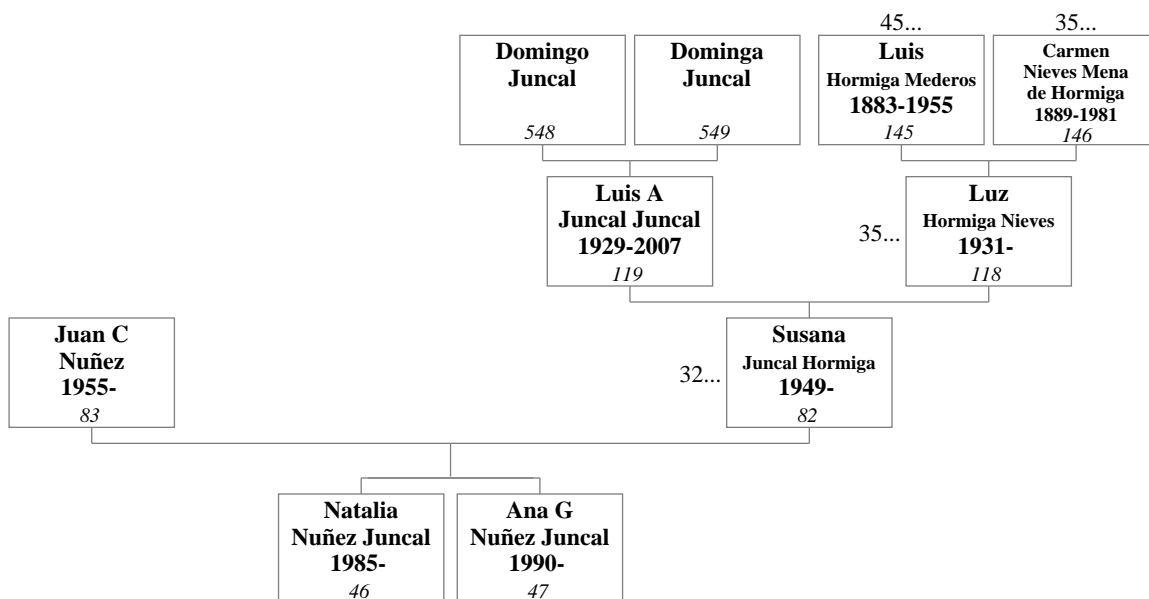 45...
35...
Domingo
Juncal
548
Dominga
Juncal
549
Luis
Hormiga Mederos
1883-1955
145
Carmen
Nieves Mena
de Hormiga
1889-1981
146
Luis A
Juncal Juncal
1929-2007
119
35...
Luz
Hormiga Nieves
1931-
118
Juan C
Nuñez
1955-
83
32...
Susana
Juncal Hormiga
1949-
82
Natalia
Nuñez Juncal
1985-
46
Ana G
Nuñez Juncal
1990-
47